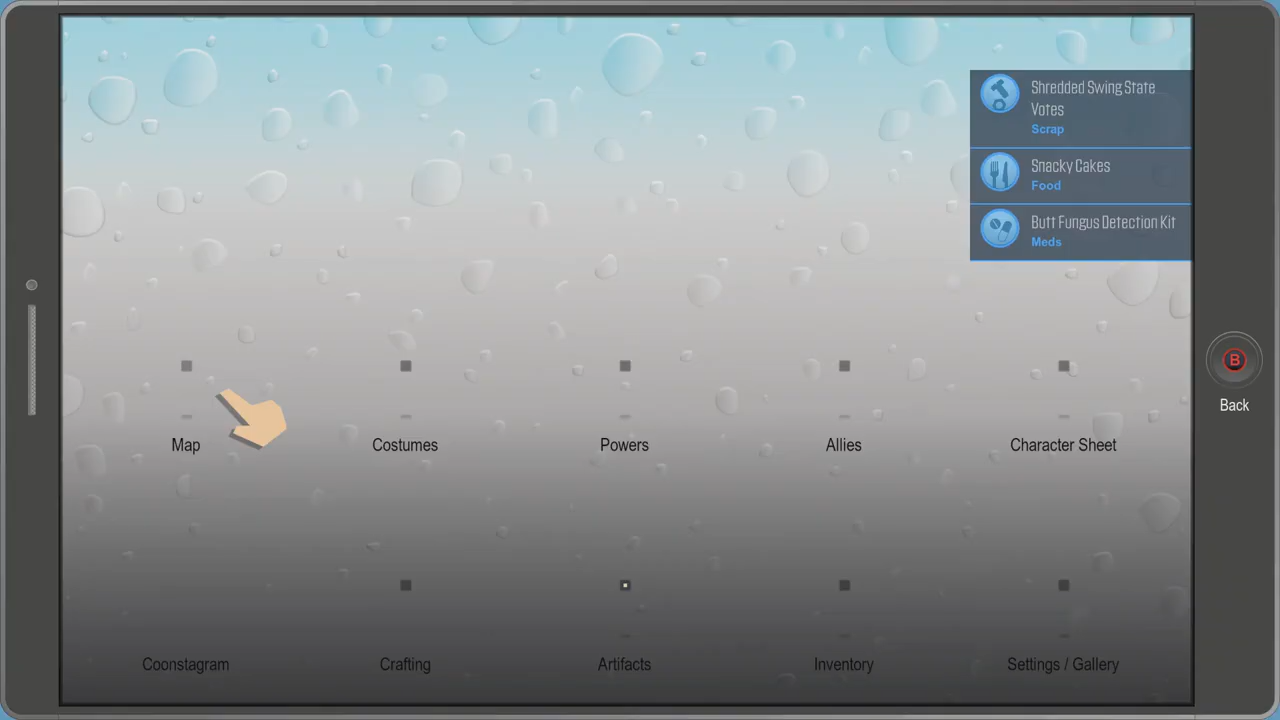 Shredded Swing State
Votes
Scrap
Snacky Cakes
Food
Butt Fungus Detection Kit
Meds
B
Back
Map
Costumes
Powers
Allies
Character Sheet
Coonstagram
Crafting
Artifacts
Inventory
Settings / Gallery